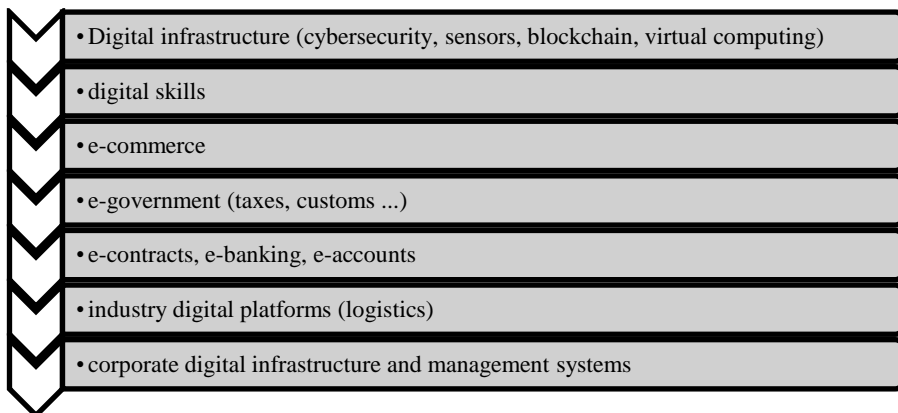 • Digital infrastructure (cybersecurity, sensors, blockchain, virtual computing)
• digital skills
• e-commerce
• e-government (taxes, customs ...)
• e-contracts, e-banking, e-accounts
• industry digital platforms (logistics)
• corporate digital infrastructure and management systems